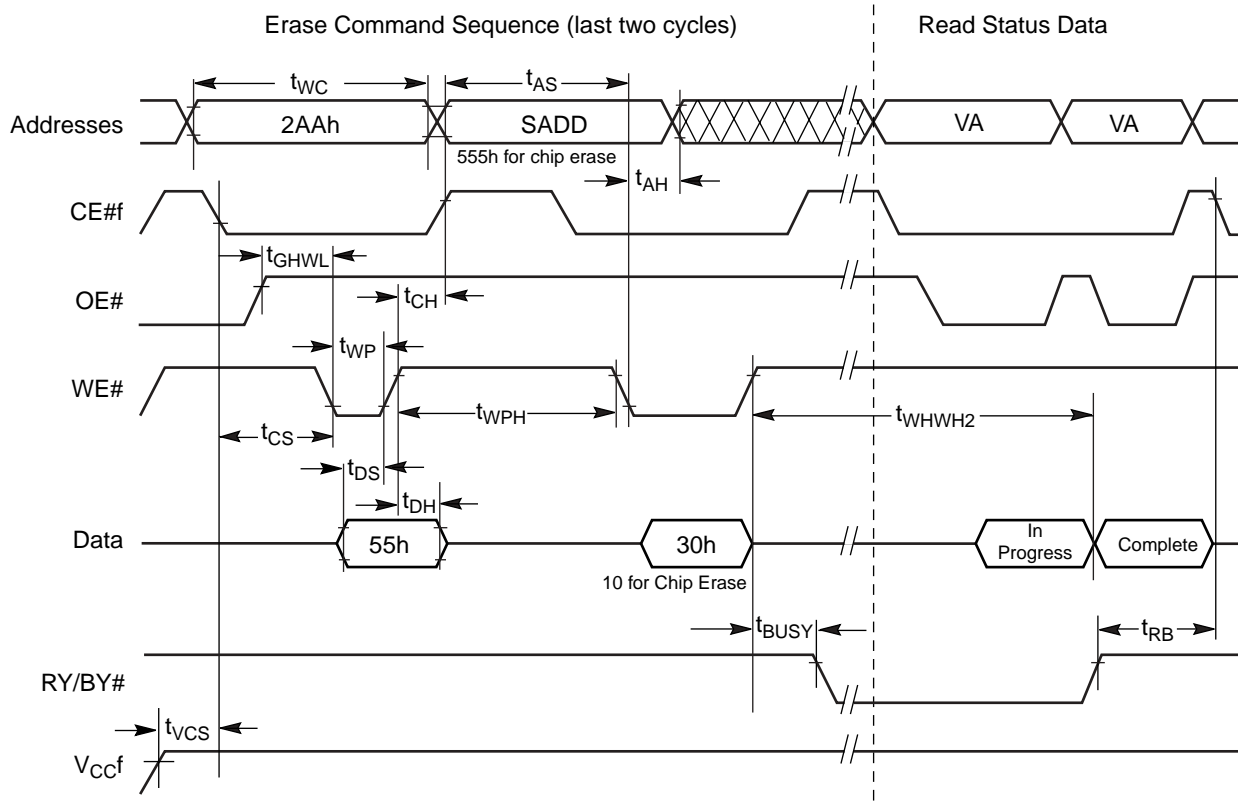 Erase Command Sequence (last two cycles)
Read Status Data
tWC
tAS
Addresses
2AAh
SADD
VA
VA
555h for chip erase
tAH
CE#f
tGHWL
OE#
tCH
tWP
WE#
tWPH
tWHWH2
tCS
tDS
tDH
Data
55h
30h
In
Progress
Complete
10 for Chip Erase
tBUSY
tRB
RY/BY#
tVCS
VCCf